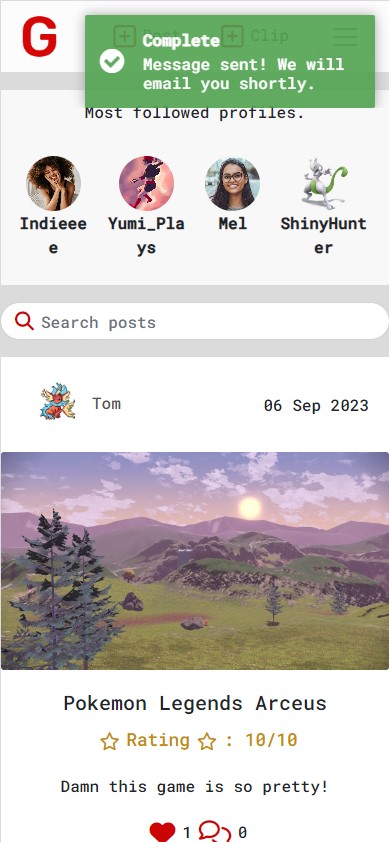 G
Complete
Post
Clip
Message sent! We will
email you shortly.
Most followed profiles.
Indieee
e
Yumi_Pla
ys
Mel
ShinyHunt
er
Search posts
Tom
06 Sep 2023
Pokemon Legends Arceus
Rating : 10/10
Damn this game is so pretty!
1 0